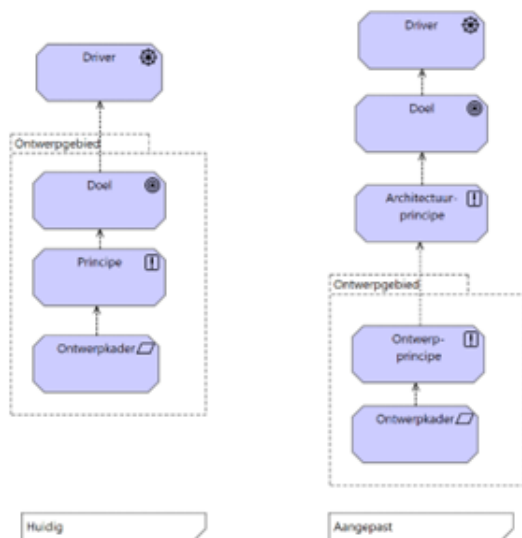 Driver
Ontwerpgebied
Doel
Principe
Ontwerpkader
Huidig
Driver
Doel
Architectuur-
principe
Ontwerpgebied
Ontwerp-
principe
Ontwerpkader
Aangepast